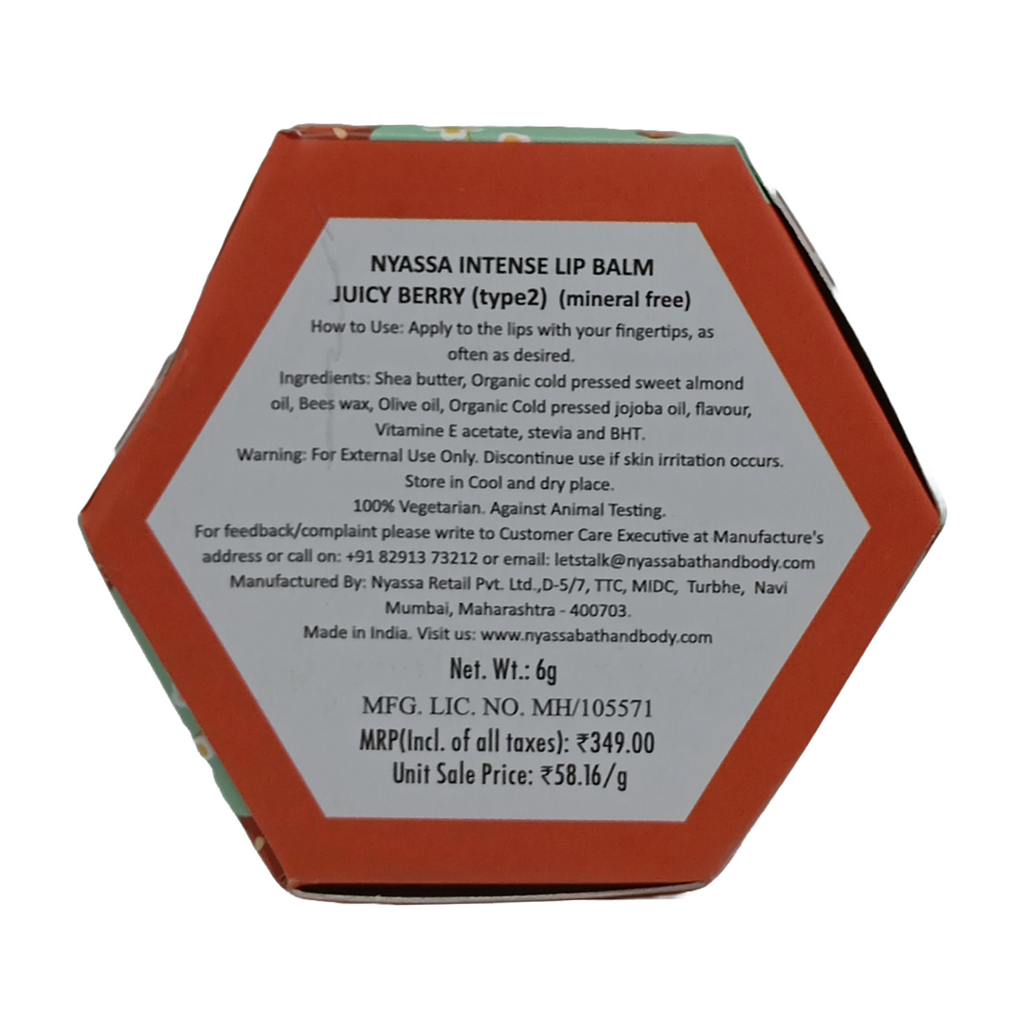 NYASSA INTENSE LIP BALM
JUICY BERRY (type2) (mineral free)
How to Use: Apply to the lips with your fingertips, as
often as desired.
Ingredients: Shea butter, Organic cold pressed sweet almond
oil, Bees wax, Olive oil, Organic Cold pressed jojoba oil, flavour,
Vitamine E acetate, stevia and BHT.
Warning: For External Use Only. Discontinue use if skin irritation occurs.
Store in Cool and dry place.
100% Vegetarian. Against Animal Testing.
For feedback/complaint please write to Customer Care Executive at Manufacture's
address or call on: +91 82913 73212 or email: letstalk@nyassabathandbody.com
Manufactured By: Nyassa Retail Pvt. Ltd.,D-5/7, TTC, MIDC, Turbhe, Navi
Mumbai, Maharashtra - 400703.
Made in India. Visit us: www.nyassabathandbody.com
Net. Wt.: 6g
MFG. LIC. NO. MH/105571
MRP(Incl. of all taxes): ₹349.00
Unit Sale Price: ₹58.16/g